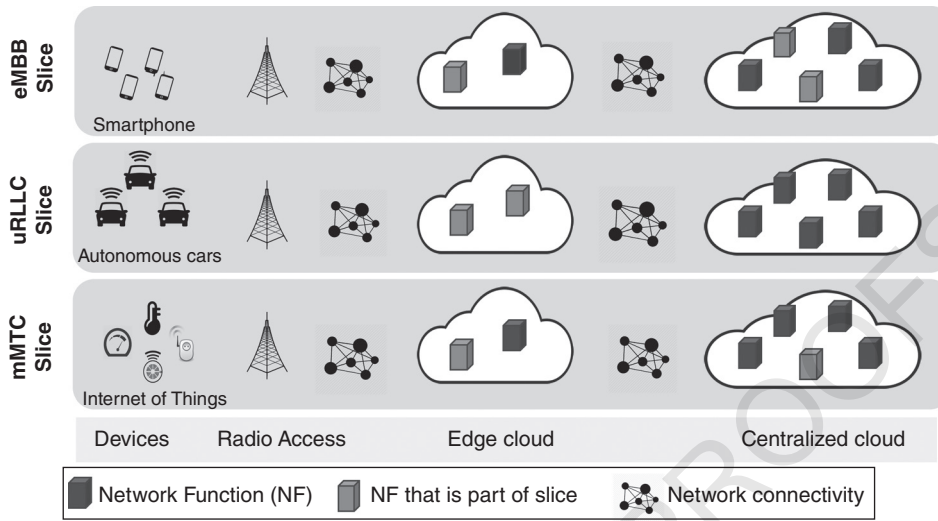 eMBB
Slice
Smartphone
uRLLC
Slice
Autonomous cars
mMTC
Slice
Internet of Things
Devices Radio Access Edge cloud Centralized cloud
Network Function (NF) NF that is part of slice Network connectivity
PROOFS